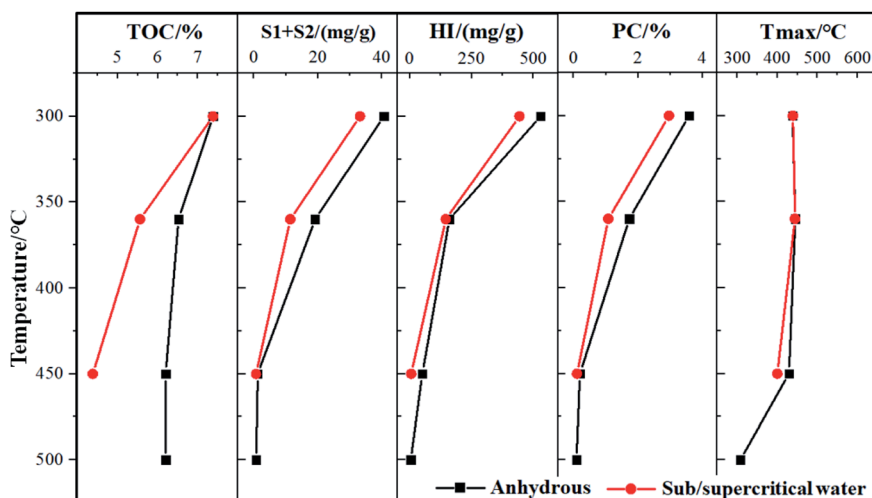 TOC/% S1+S2/(mg/g) HI/(mg/g) PC/% Tmax/°C
5 6 7 0 20 40 0 250 500 0 2 4 300 400 500 600
300
350
400
450
500
Temperature/°C
Anhydrous Sub/supercritical water